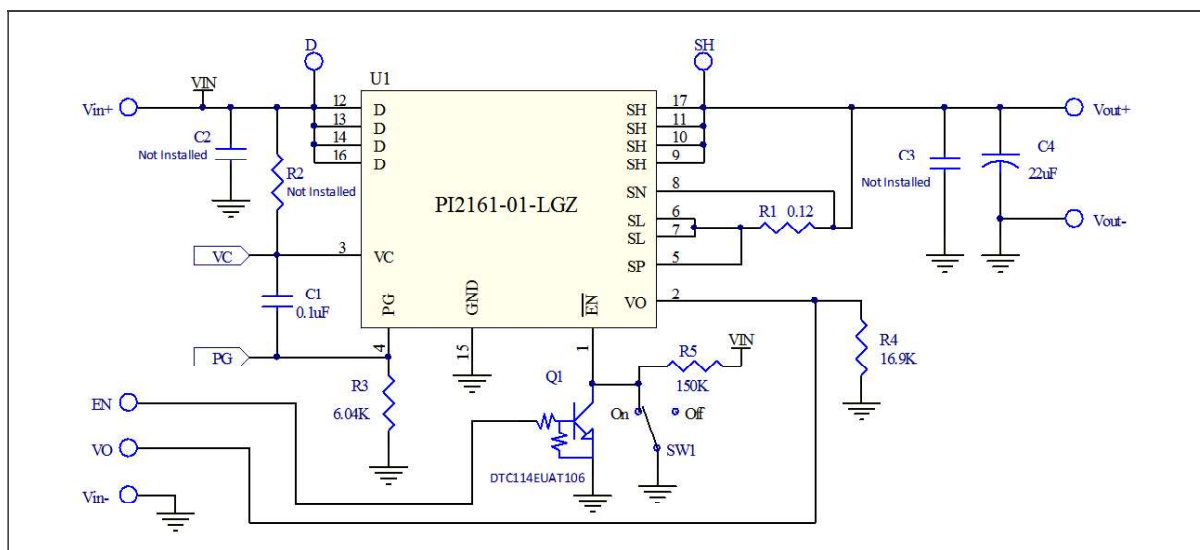 D
SH
U1
VIN
Vin+
12
13
14
16
D
D
D
D
SH
SH
SH
SH
17
11
10
9
Vout+
C2
Not Installed
R2
Not Installed
C3
Not Installed
C4
22uF
PI2161-01-LGZ
SN
8
SL
6
SL
7
R1 0.12
SP
5
Vout-
VC
3
VC
C1
0.1uF
PG
GND
EN
VO
2
PG
4
15
1
R4
16.9K
R5
150K
VIN
R3
6.04K
Q1
On
Off
SW1
EN
VO
Vin-
DTC114EUAT106